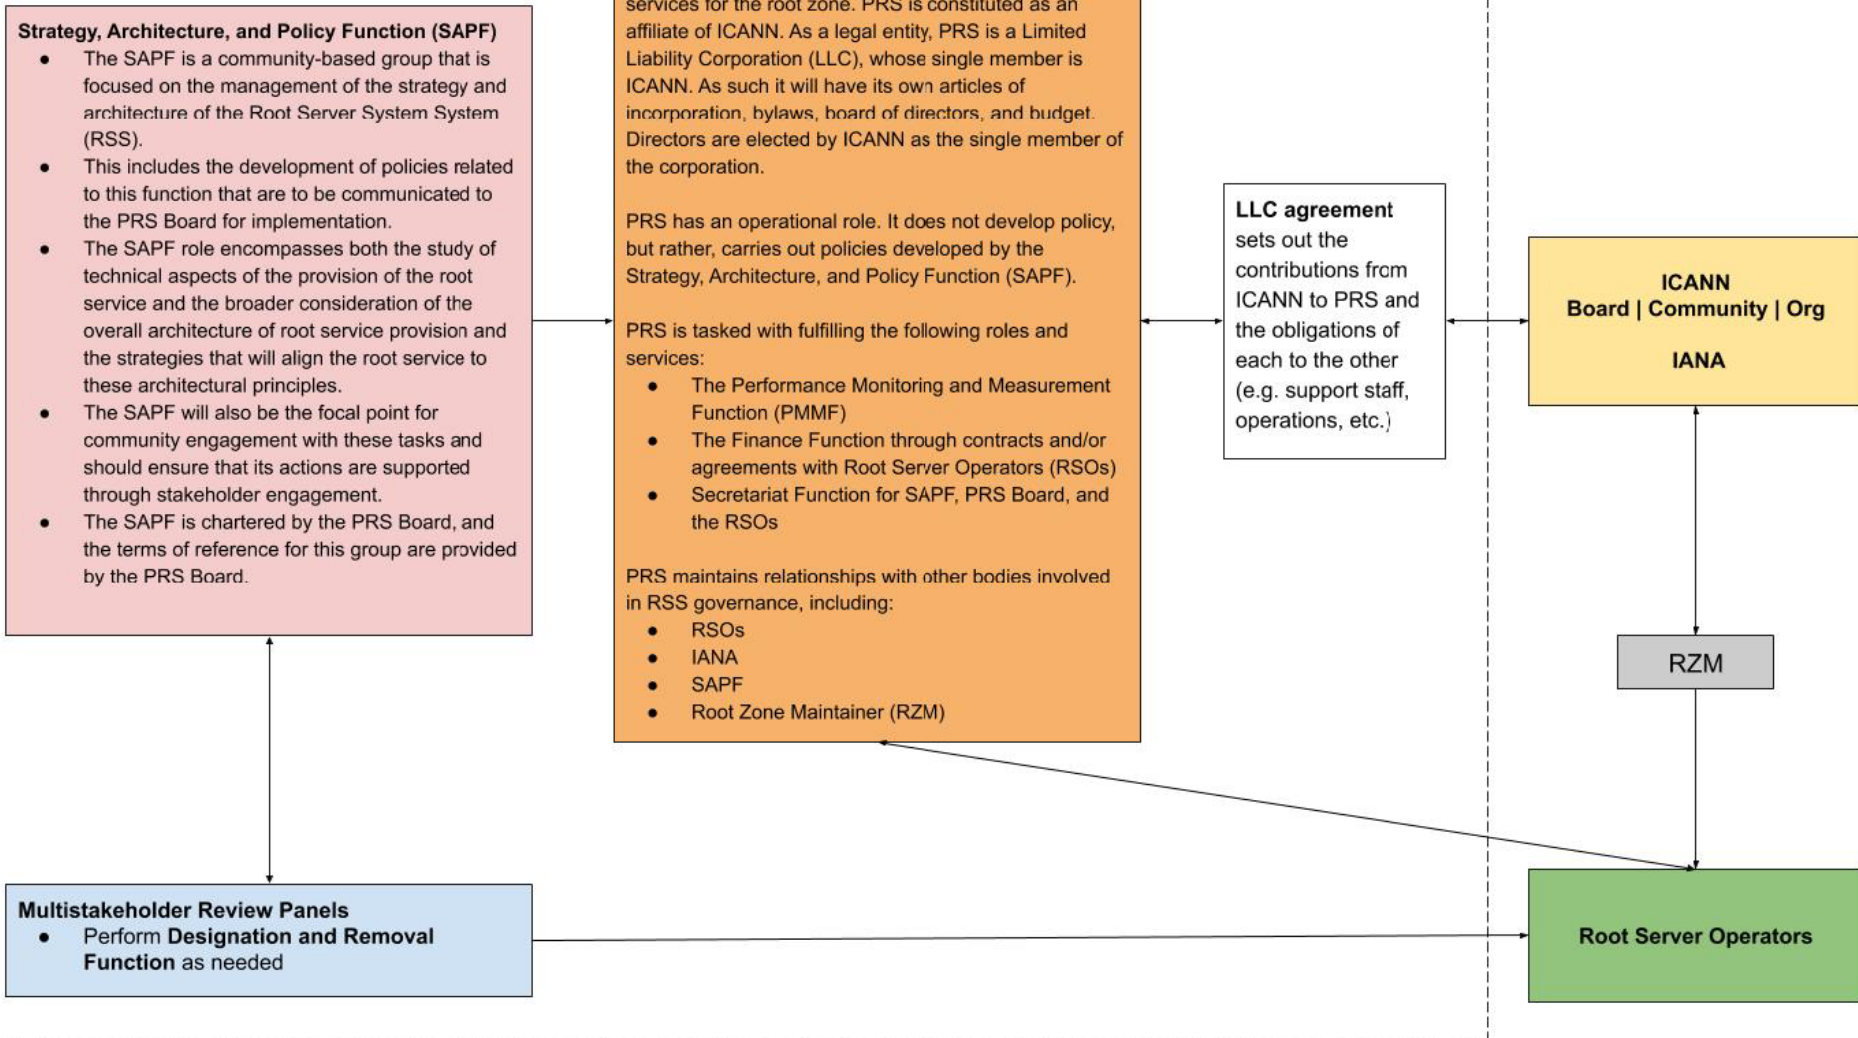 Strategy, Architecture, and Policy Function (SAPF)
● The SAPF is a community-based group that is
focused on the management of the strategy and
architecture of the Root Server System System
(RSS).
● This includes the development of policies related
to this function that are to be communicated to
the PRS Board for implementation.
● The SAPF role encompasses both the study of
technical aspects of the provision of the root
service and the broader consideration of the
overall architecture of root service provision and
the strategies that will align the root service to
these architectural principles.
● The SAPF will also be the focal point for
community engagement with these tasks and
should ensure that its actions are supported
through stakeholder engagement.
● The SAPF is chartered by the PRS Board, and
the terms of reference for this group are provided
by the PRS Board.
services for the root zone. PRS is constituted as an
affiliate of ICANN. As a legal entity, PRS is a Limited
Liability Corporation (LLC), whose single member is
ICANN. As such it will have its own articles of
incorporation, bylaws, board of directors, and budget.
Directors are elected by ICANN as the single member of
the corporation.
PRS has an operational role. It does not develop policy,
but rather, carries out policies developed by the
Strategy, Architecture, and Policy Function (SAPF).
PRS is tasked with fulfilling the following roles and
services:
● The Performance Monitoring and Measurement
Function (PMMF)
● The Finance Function through contracts and/or
agreements with Root Server Operators (RSOs)
● Secretariat Function for SAPF, PRS Board, and
the RSOs
PRS maintains relationships with other bodies involved
in RSS governance, including:
● RSOs
● IANA
● SAPF
● Root Zone Maintainer (RZM)
LLC agreement
sets out the
contributions from
ICANN to PRS and
the obligations of
each to the other
(e.g. support staff,
operations, etc.)
ICANN
Board | Community | Org
IANA
RZM
Multistakeholder Review Panels
● Perform Designation and Removal
Function as needed
Root Server Operators